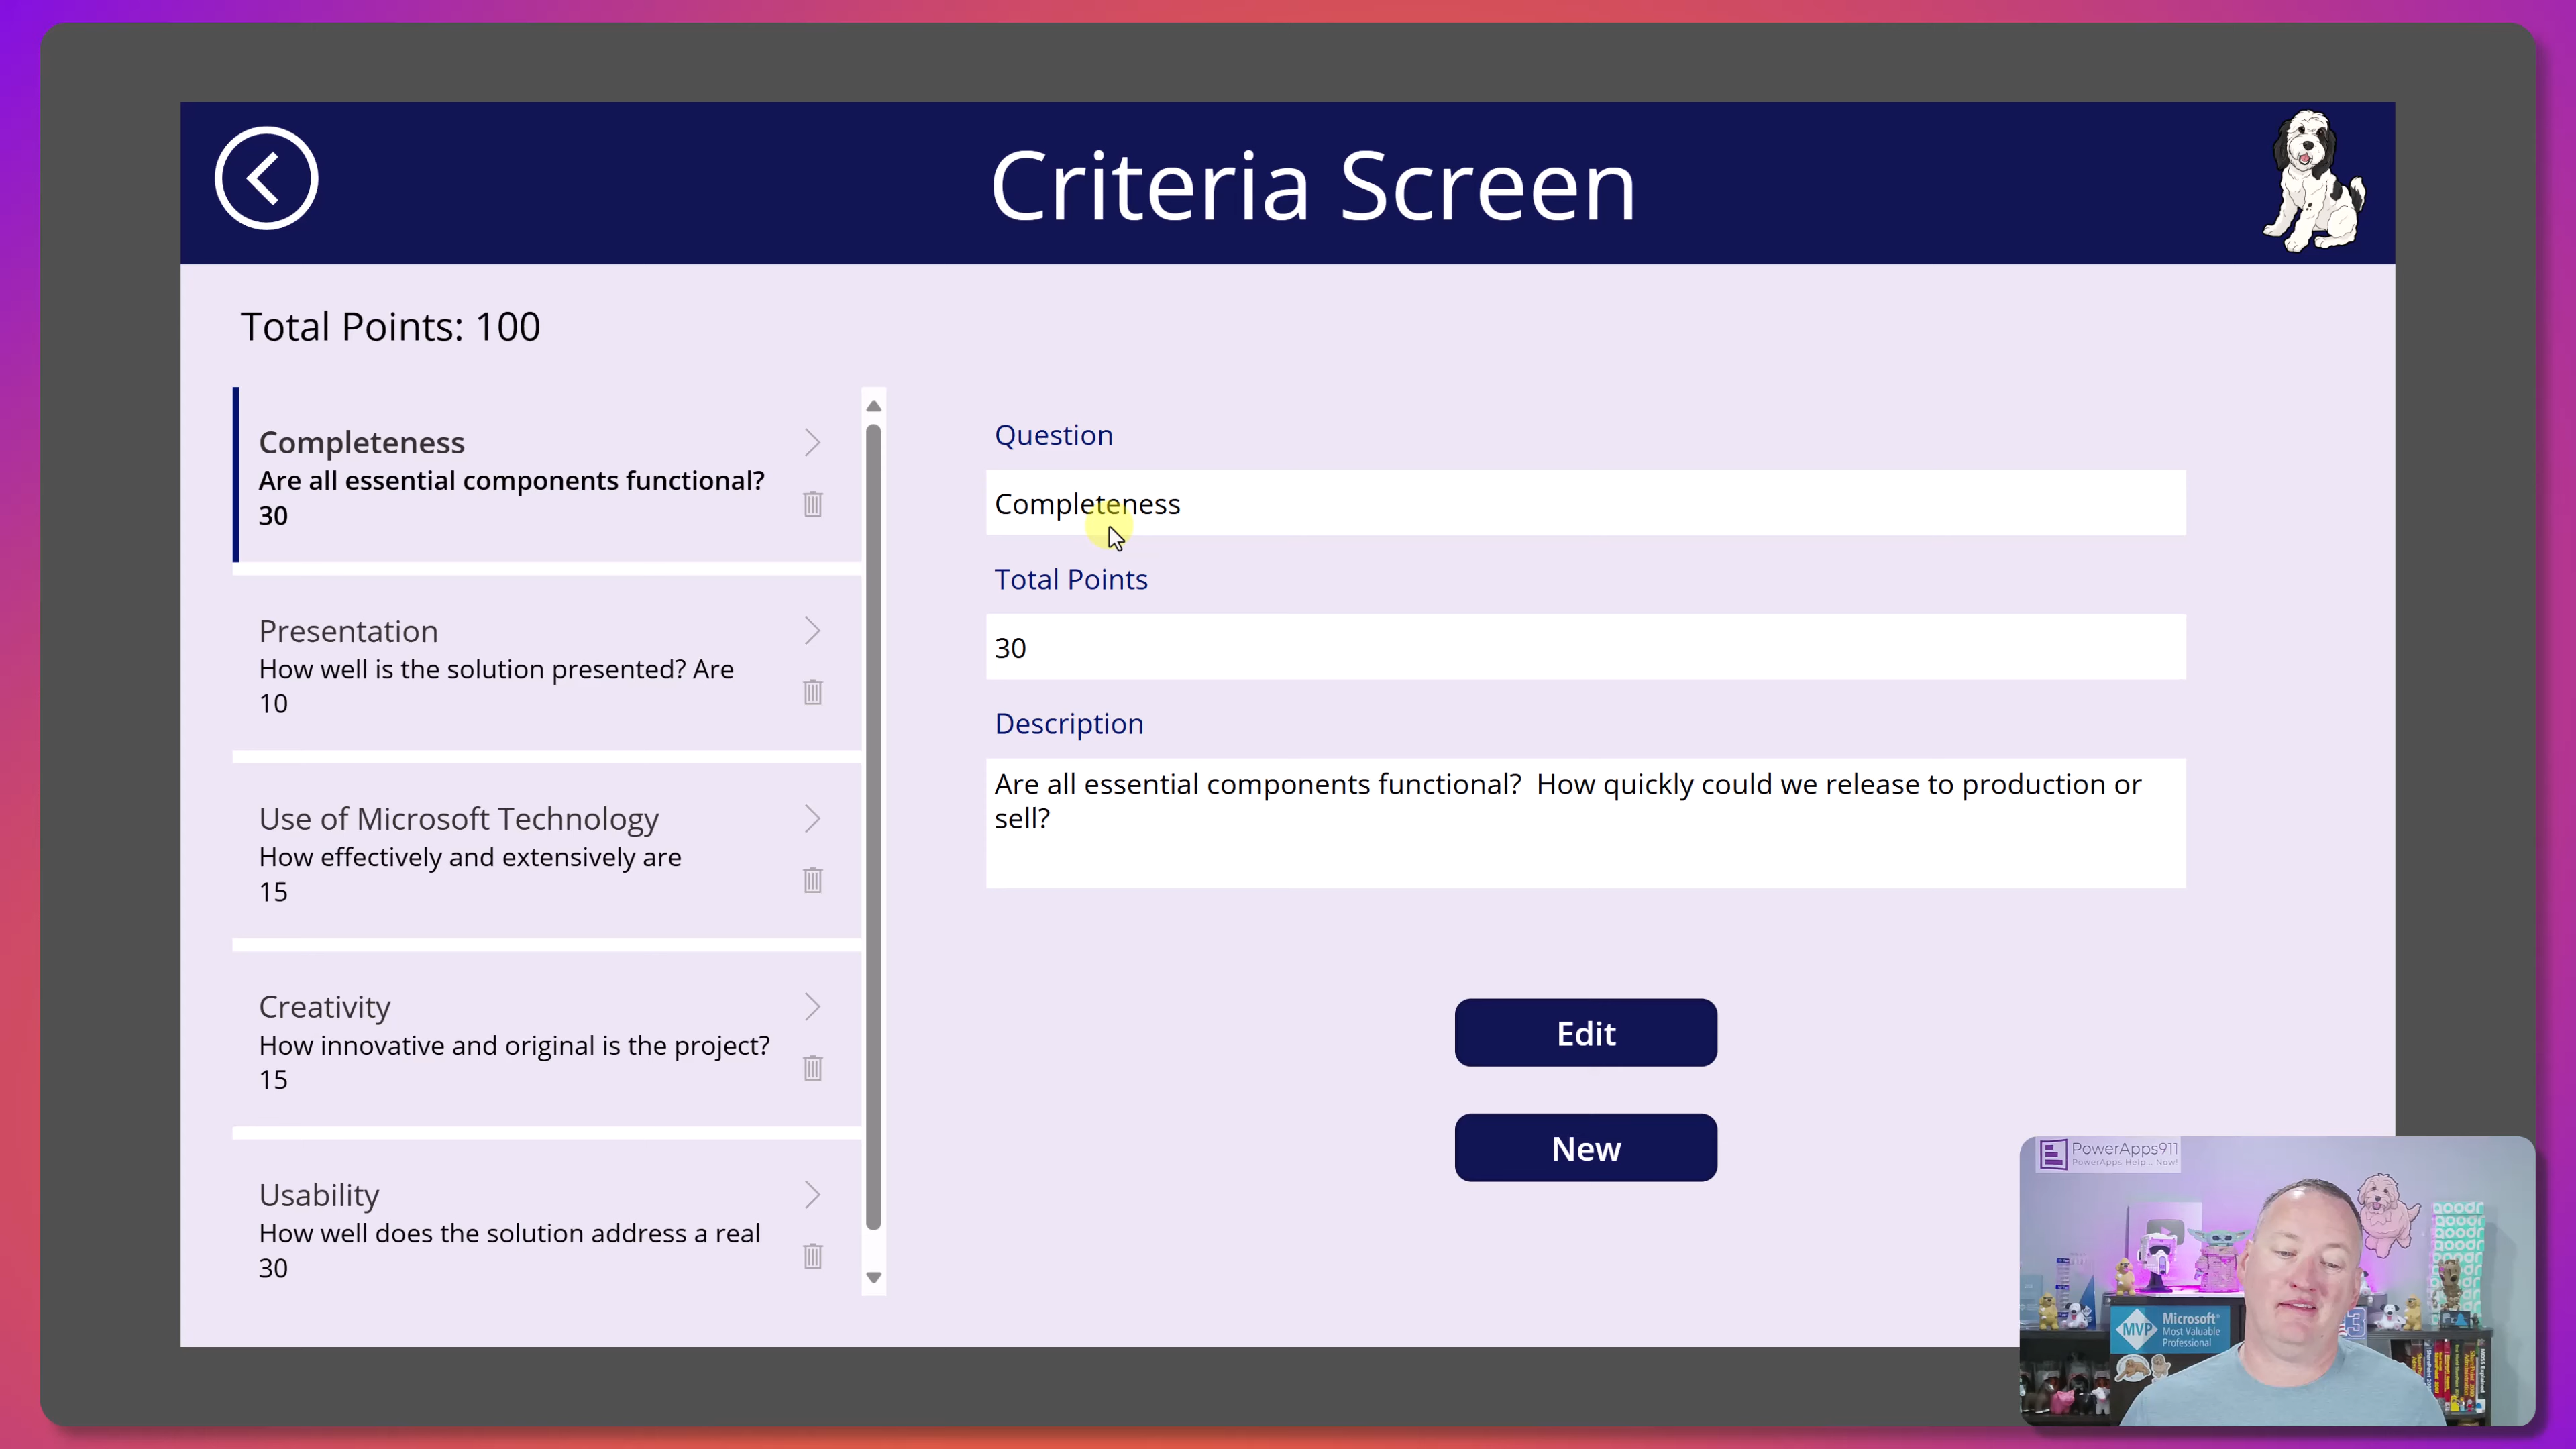 Criteria Screen
Total Points: 100
Completeness
Are all essential components functional?
30
Presentation
How well is the solution presented? Are
10
Use of Microsoft Technology
How effectively and extensively are
15
Creativity
How innovative and original is the project?
15
Usability
How well does the solution address a real
30
Question
Completeness
Total Points
30
Description
Are all essential components functional?  How quickly could we release to production or
sell?
Edit
New
PowerApps911
PowerApps Help... Now!
MVP
Microsoft
Most Valuable
Professional
3